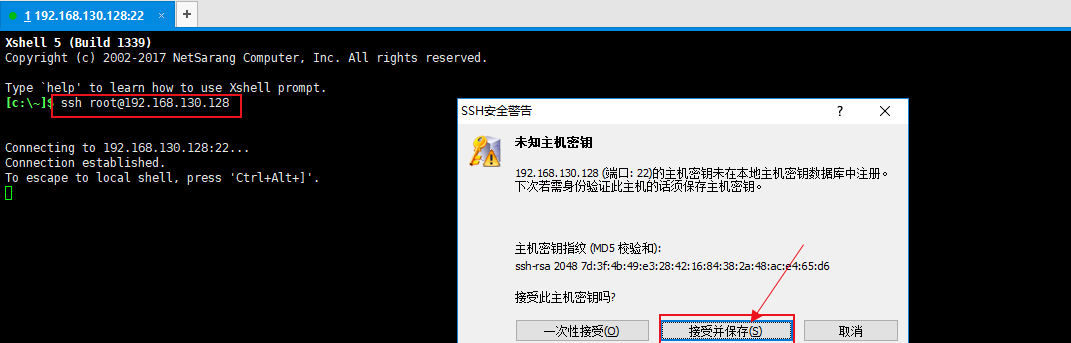 1 192.168.130.128:22 × +
Xshell 5 (Build 1339)
Copyright (c) 2002-2017 NetSarang Computer, Inc. All rights reserved.
Type `help' to learn how to use Xshell prompt.
[c:\~]$ ssh root@192.168.130.128
Connecting to 192.168.130.128:22...
Connection established.
To escape to local shell, press 'Ctrl+Alt+]'.
SSH安全警告 ? ×
未知主机密钥
192.168.130.128 (端口: 22)的主机密钥未在本地主机密钥数据库中注册。
下次若需身份验证此主机的话须保存主机密钥。
主机密钥指纹 (MD5 校验和):
ssh-rsa 2048 7d:3f:4b:49:e3:28:42:16:84:38:2a:48:ac:e4:65:d6
接受此主机密钥吗?
一次性接受(O) 接受并保存(S) 取消